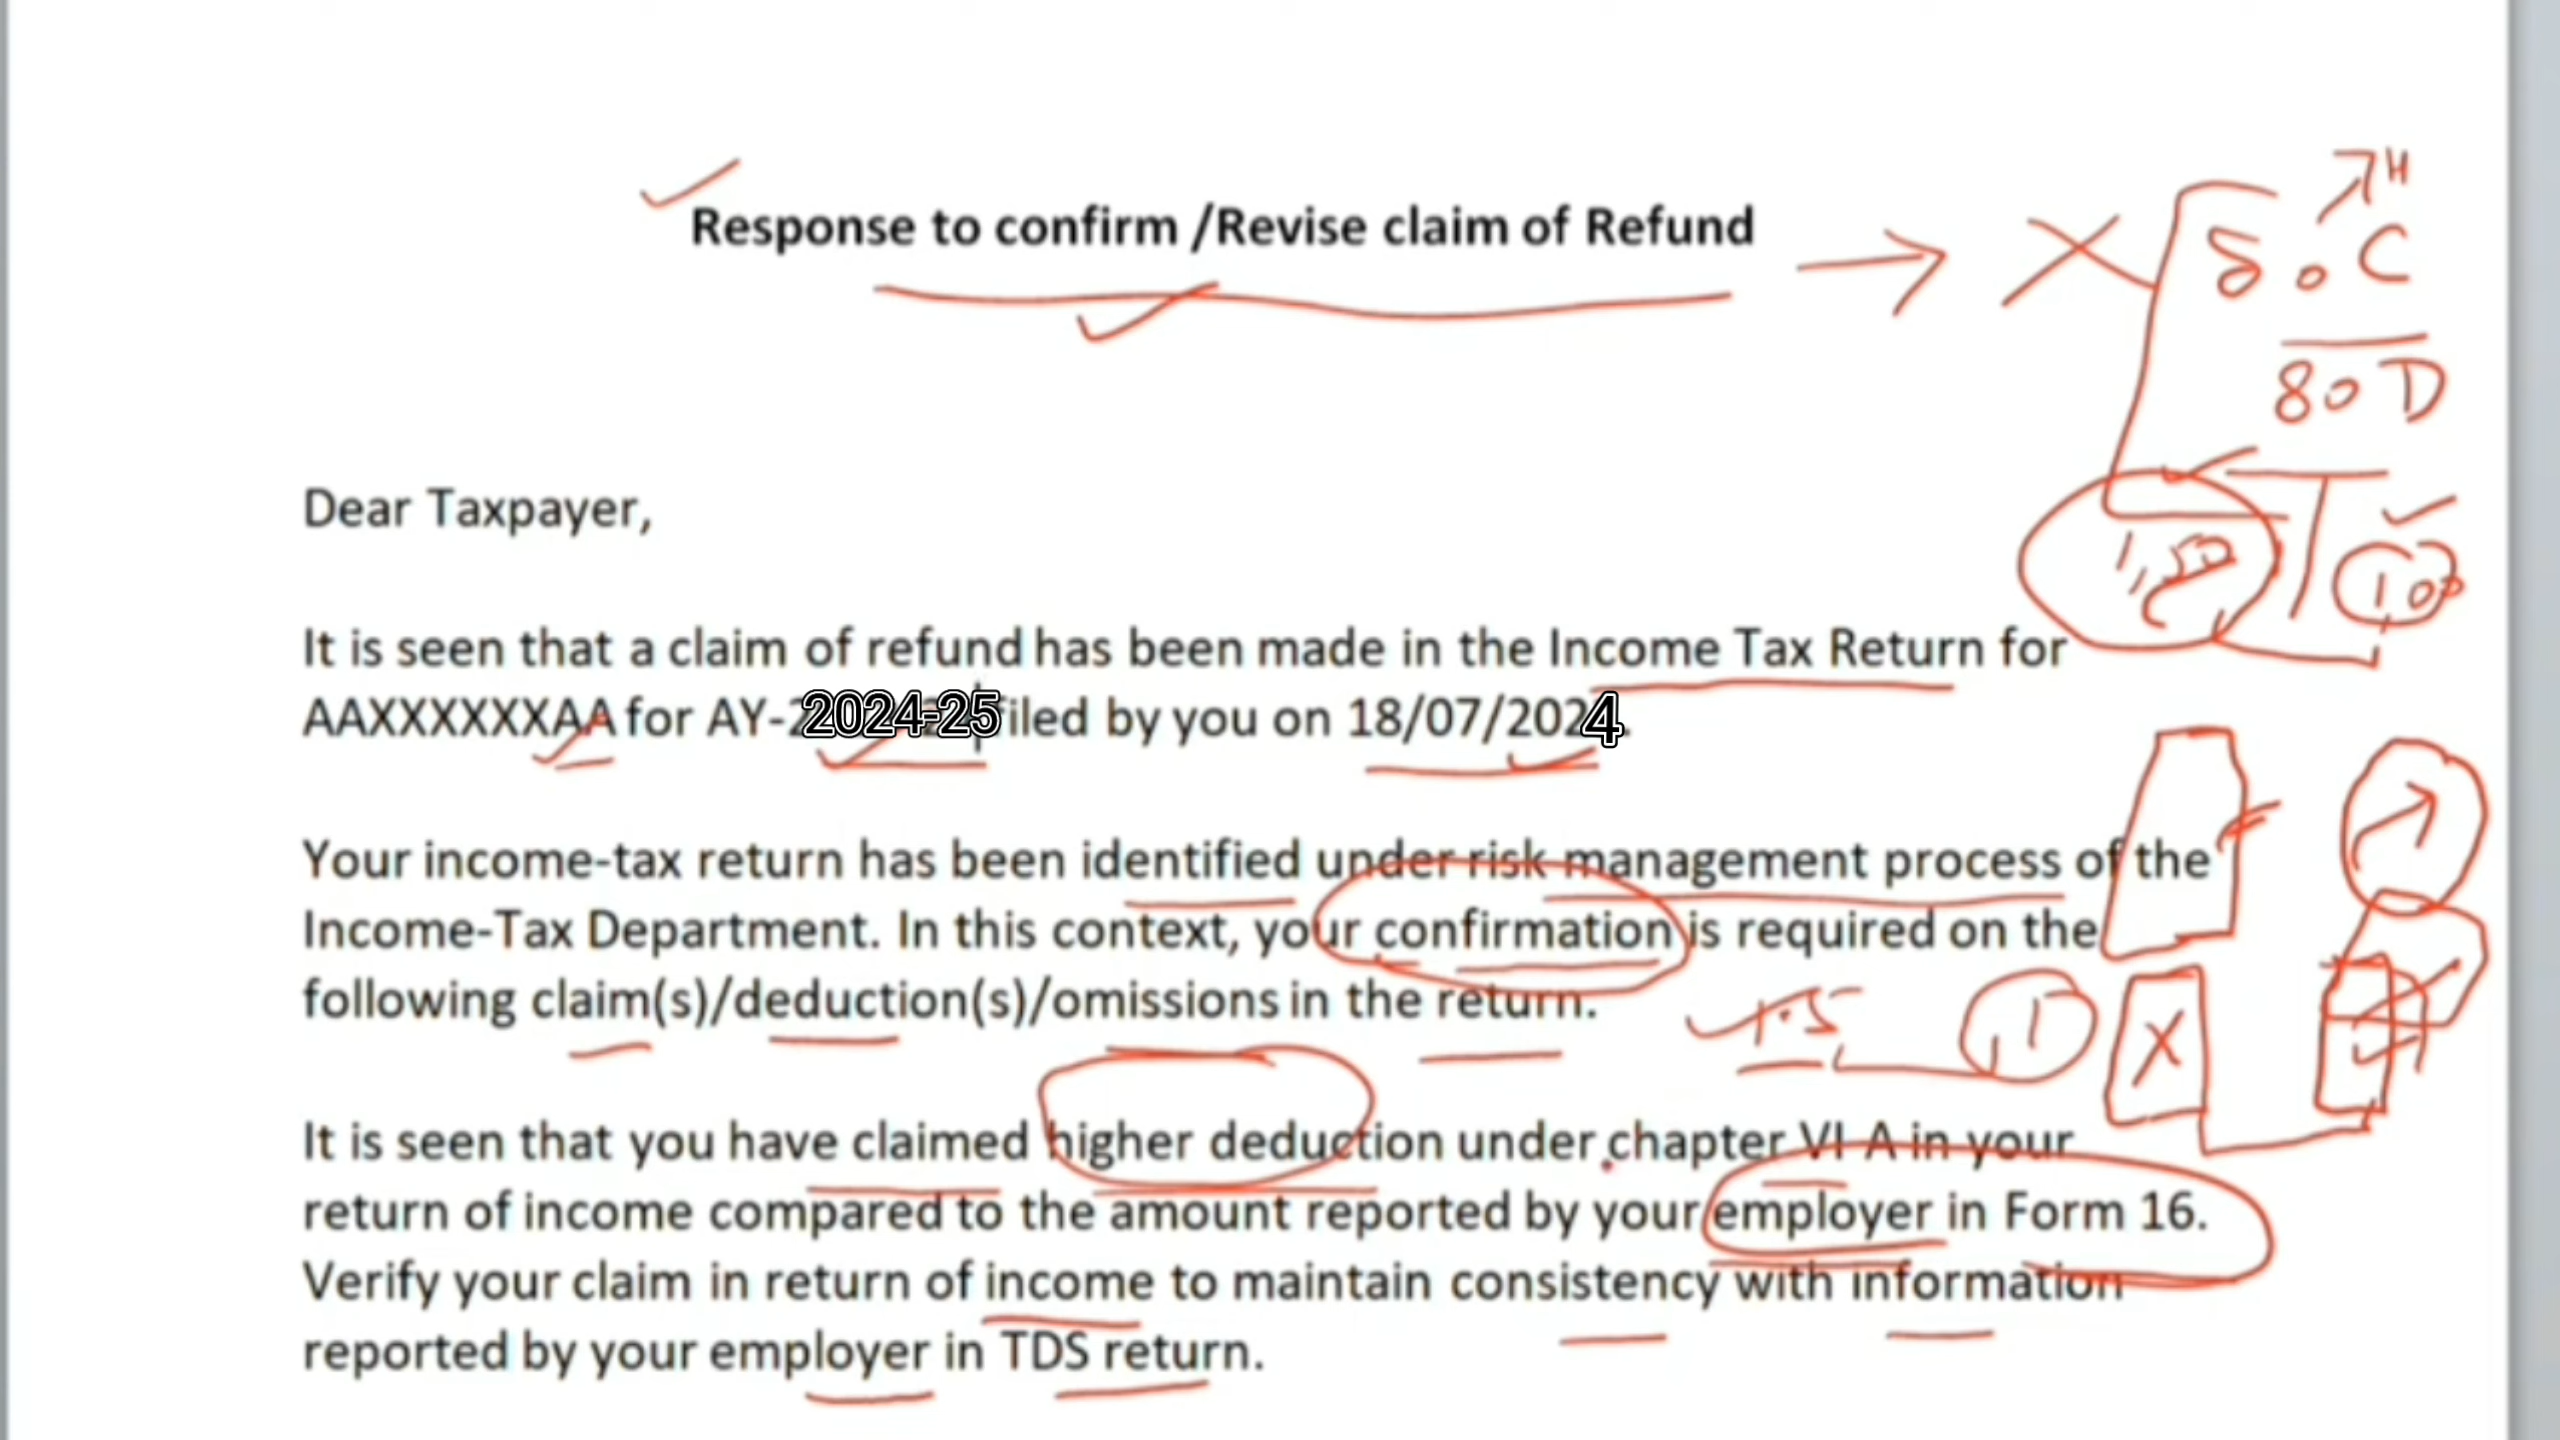 Response to confirm /Revise claim of Refund
80C
80D
Dear Taxpayer,
1,50
100
It is seen that a claim of refund has been made in the Income Tax Return for
AAXXXXXXAA for AY-2024-25 filed by you on 18/07/2024.
Your income-tax return has been identified under risk management process of the
Income-Tax Department. In this context, your confirmation is required on the
following claim(s)/deduction(s)/omissions in the return.
1.5
It is seen that you have claimed higher deduction under chapter VI-A in your
return of income compared to the amount reported by your employer in Form 16.
Verify your claim in return of income to maintain consistency with information
reported by your employer in TDS return.